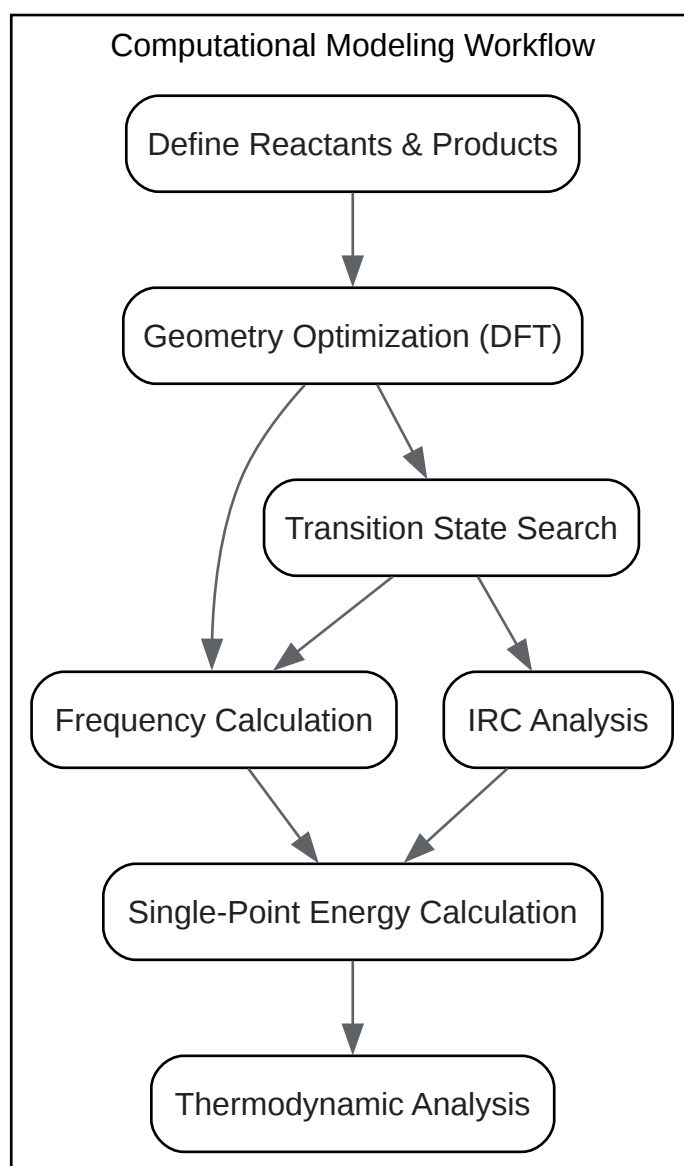 Computational Modeling Workflow
Define Reactants & Products
Geometry Optimization (DFT)
Transition State Search
Frequency Calculation
IRC Analysis
Single-Point Energy Calculation
Thermodynamic Analysis